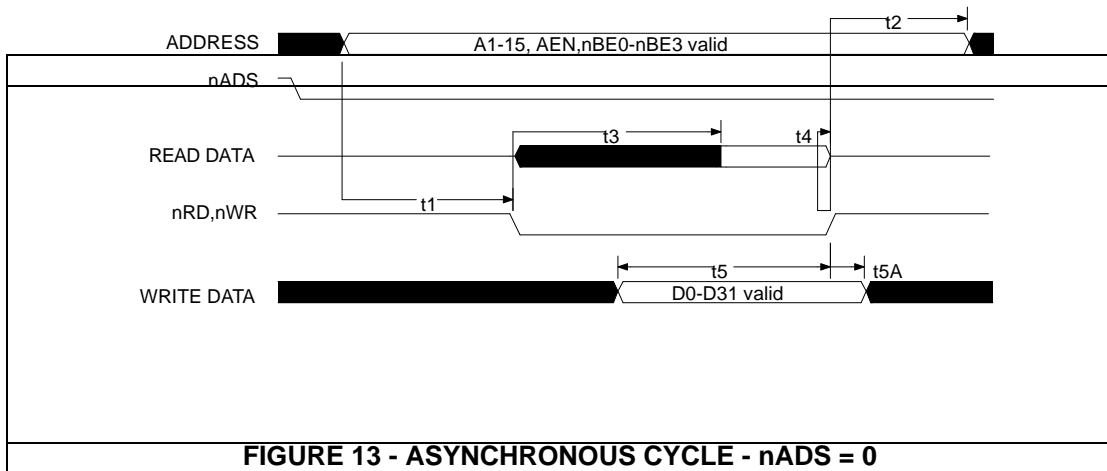 t2
ADDRESS
A1-15, AEN,nBE0-nBE3 valid
nADS
t3
t4
READ DATA
t1
nRD,nWR
t5
t5A
WRITE DATA
D0-D31 valid
FIGURE 13 - ASYNCHRONOUS CYCLE - nADS = 0